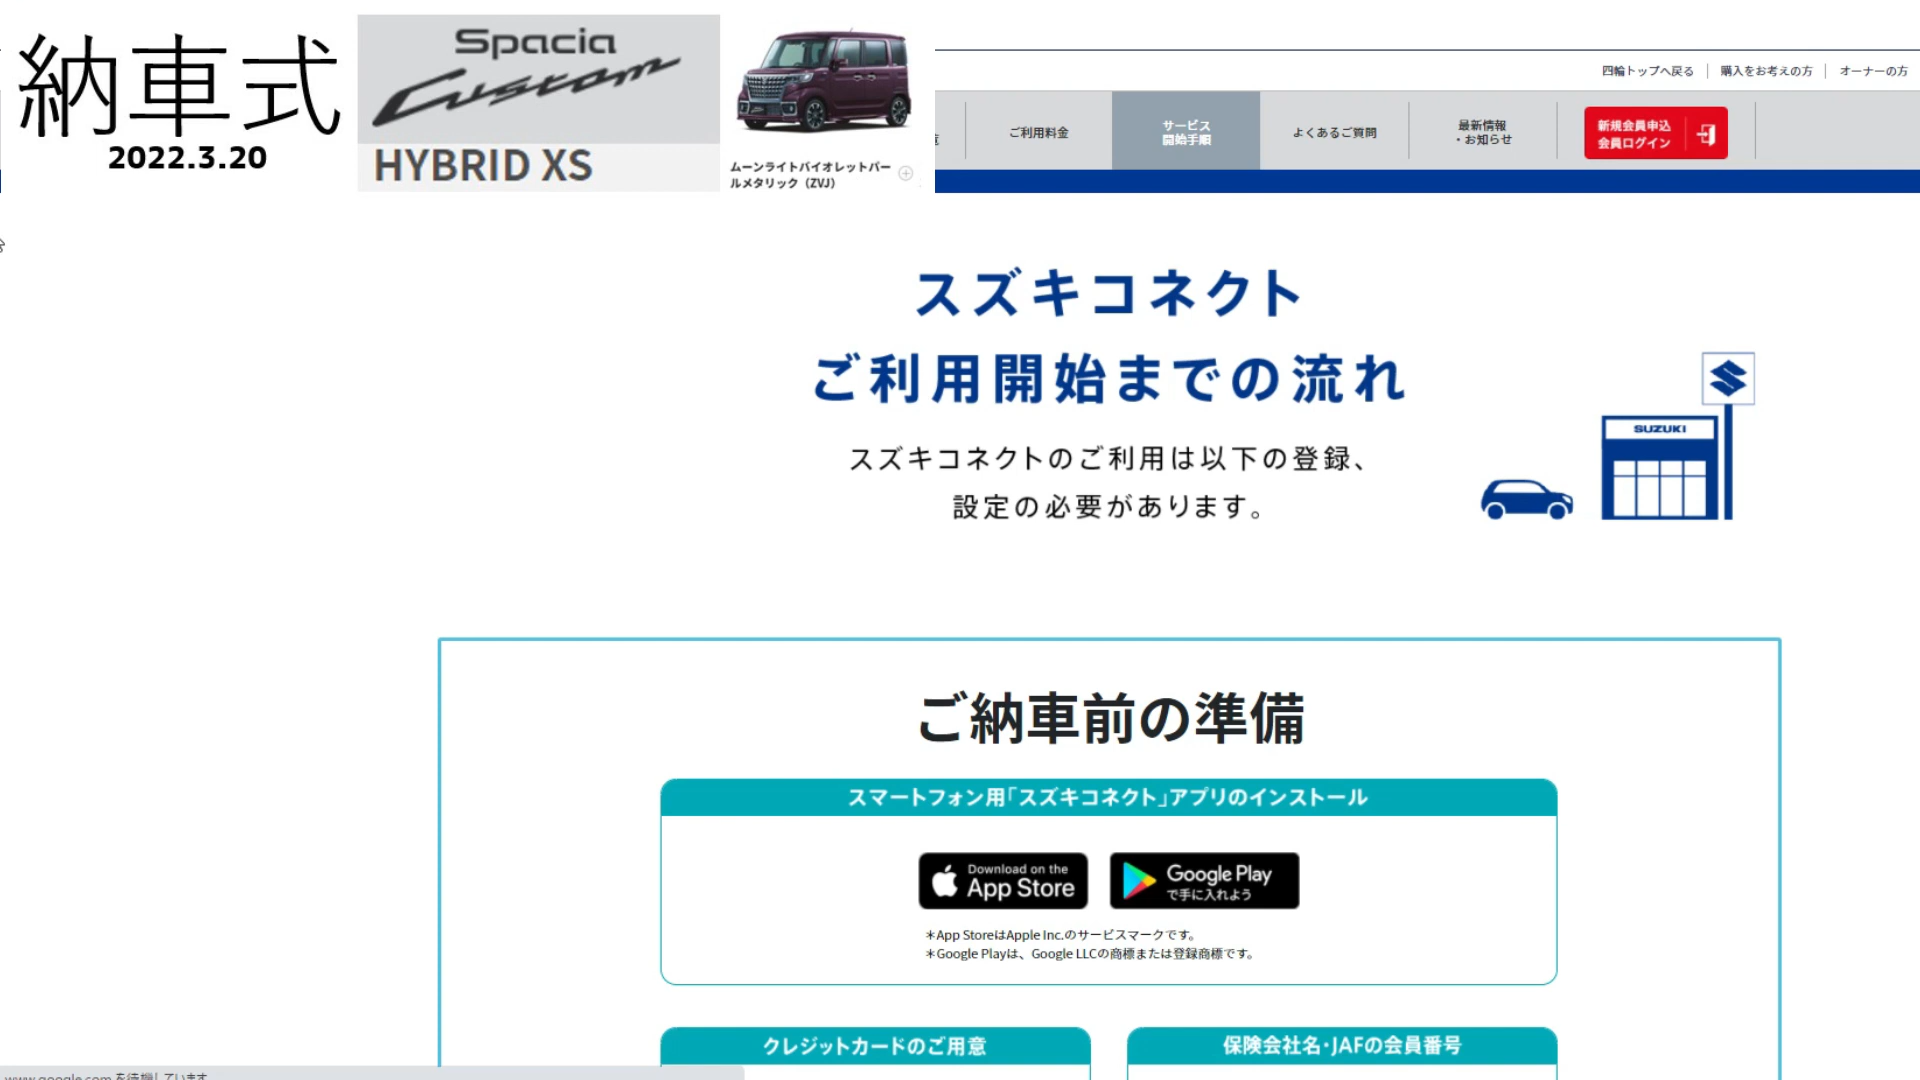 納車式
2022.3.20
Spacia
Custom
HYBRID XS
ムーンライトバイオレットパー
ルメタリック（ZVJ）
四輪トップへ戻る
購入をお考えの方
オーナーの方
ご利用料金
サービス
開始手順
よくあるご質問
最新情報
・お知らせ
新規会員申込
会員ログイン
スズキコネクト
ご利用開始までの流れ
スズキコネクトのご利用は以下の登録、
設定の必要があります。
SUZUKI
ご納車前の準備
スマートフォン用「スズキコネクト」アプリのインストール
Download on the
App Store
Google Play
で手に入れよう
＊App StoreはApple Inc.のサービスマークです。
＊Google Playは、Google LLCの商標または登録商標です。
クレジットカードのご用意
保険会社名・JAFの会員番号
www.google.com を待機しています